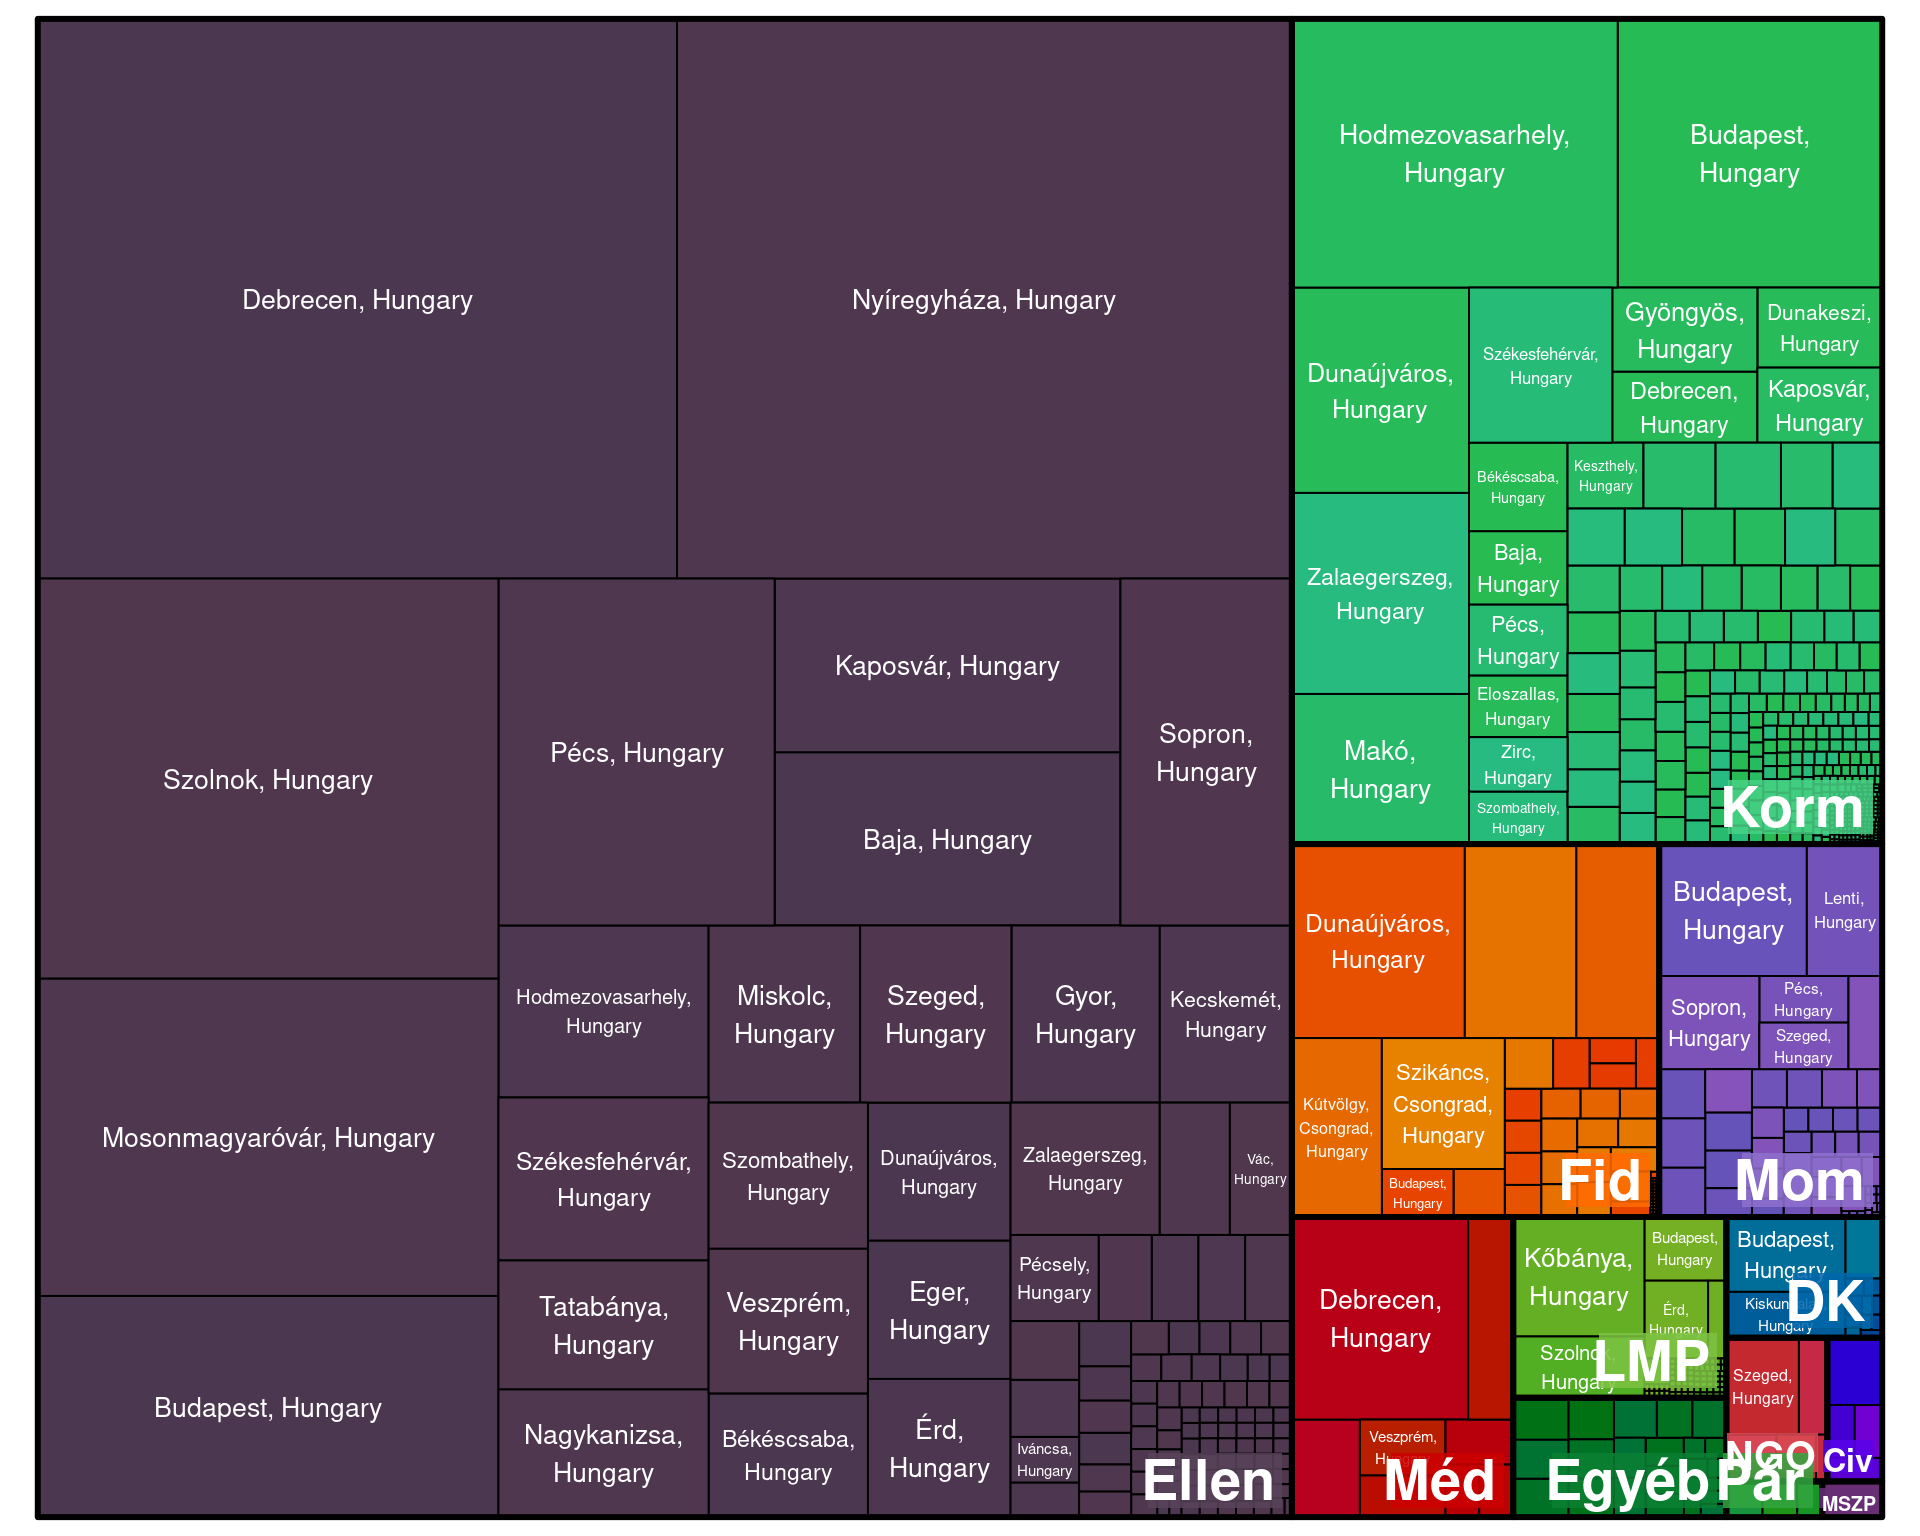 Debrecen, Hungary
Nyíregyháza, Hungary
Szolnok, Hungary
Pécs, Hungary
Kaposvár, Hungary
Baja, Hungary
Sopron,
Hungary
Mosonmagyaróvár, Hungary
Budapest, Hungary
Hodmezovasarhely,
Hungary
Miskolc,
Hungary
Szeged,
Hungary
Gyor,
Hungary
Kecskemét,
Hungary
Székesfehérvár,
Hungary
Szombathely,
Hungary
Dunaújváros,
Hungary
Zalaegerszeg,
Hungary
Vác,
Hungary
Tatabánya,
Hungary
Veszprém,
Hungary
Eger,
Hungary
Pécsely,
Hungary
Nagykanizsa,
Hungary
Békéscsaba,
Hungary
Érd,
Hungary
Iváncsa,
Hungary
Ellen
Hodmezovasarhely,
Hungary
Budapest,
Hungary
Dunaújváros,
Hungary
Székesfehérvár,
Hungary
Gyöngyös,
Hungary
Dunakeszi,
Hungary
Debrecen,
Hungary
Kaposvár,
Hungary
Békéscsaba,
Hungary
Keszthely,
Hungary
Zalaegerszeg,
Hungary
Baja,
Hungary
Pécs,
Hungary
Eloszallas,
Hungary
Makó,
Hungary
Zirc,
Hungary
Szombathely,
Hungary
Korm
Dunaújváros,
Hungary
Kútvölgy,
Csongrad,
Hungary
Szikáncs,
Csongrad,
Hungary
Budapest,
Hungary
Fid
Budapest,
Hungary
Lenti,
Hungary
Sopron,
Hungary
Pécs,
Hungary
Szeged,
Hungary
Mom
Debrecen,
Hungary
Veszprém,
Méd
Kőbánya,
Hungary
Budapest,
Hungary
Érd,
Hungary
Szolnok,
Hungary
LMP
Budapest,
Hungary
Hungary
DK
Szeged,
Hungary
NGO
Civ
Egyéb
Pár
MSZP